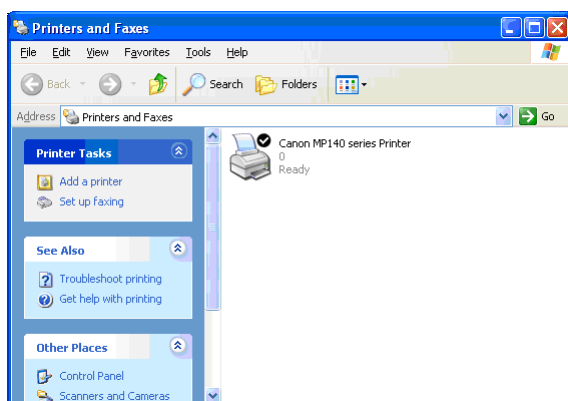 Printers and Faxes
File Edit View Favorites Tools Help
Back Search Folders
Address Printers and Faxes Go
Printer Tasks
Add a printer
Set up faxing
See Also
Troubleshoot printing
Get help with printing
Other Places
Control Panel
Scanners and Cameras
Canon MP140 series Printer
0
Ready